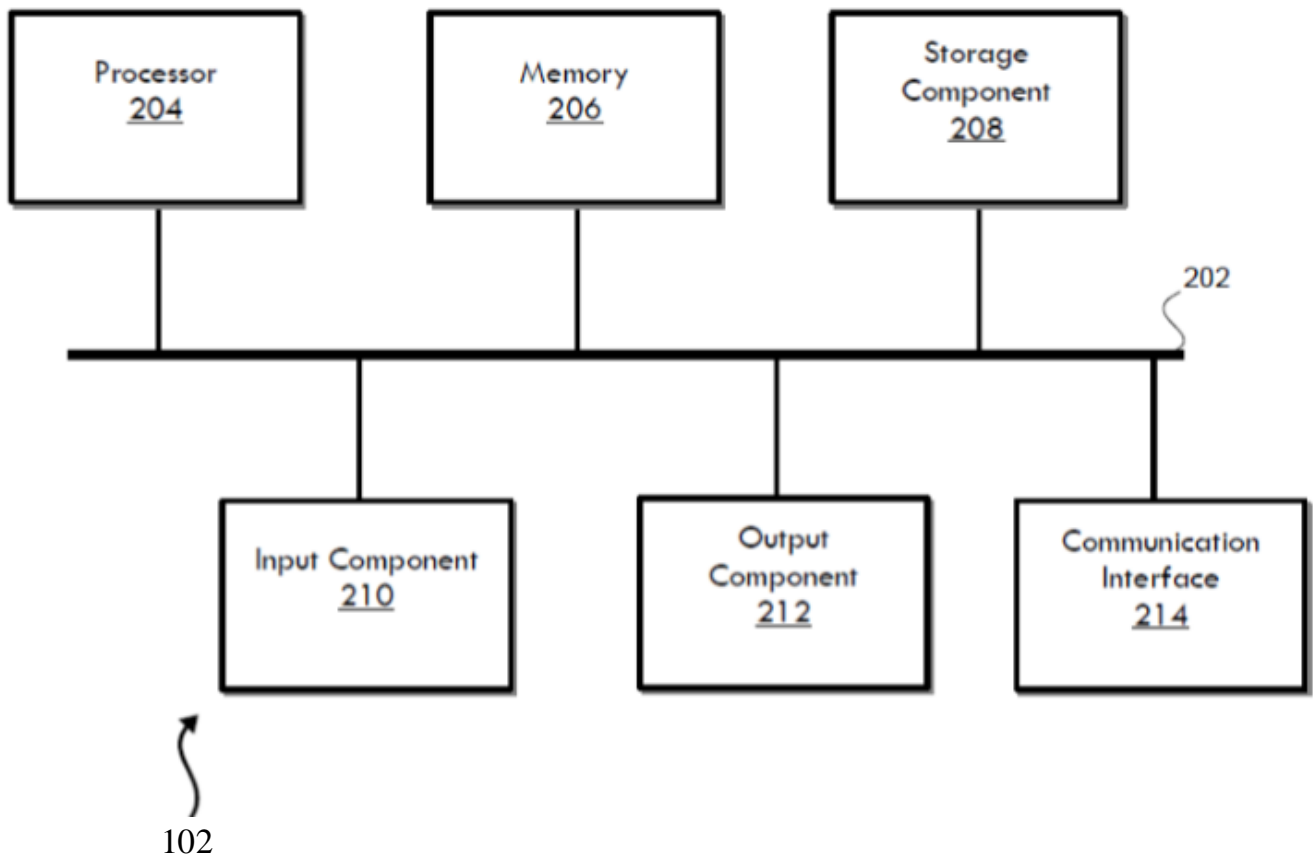 Processor
204
Memory
206
Storage
Component
208
202
Input Component
210
Output
Component
212
Communication
Interface
214
102